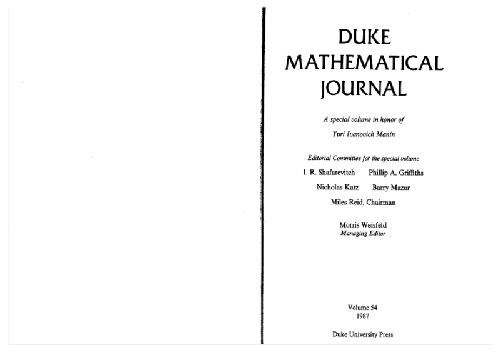 DUKE
MATHEMATICAL
JOURNAL
A special volume in honor of
Yuri Ivanovich Manin
Editorial Committee for the special volume
I. R. Shafarevitch Phillip A. Griffiths
Nicholas Katz Barry Mazur
Miles Reid, Chairman
Morris Weisfeld
Managing Editor
Volume 54
1987
Duke University Press